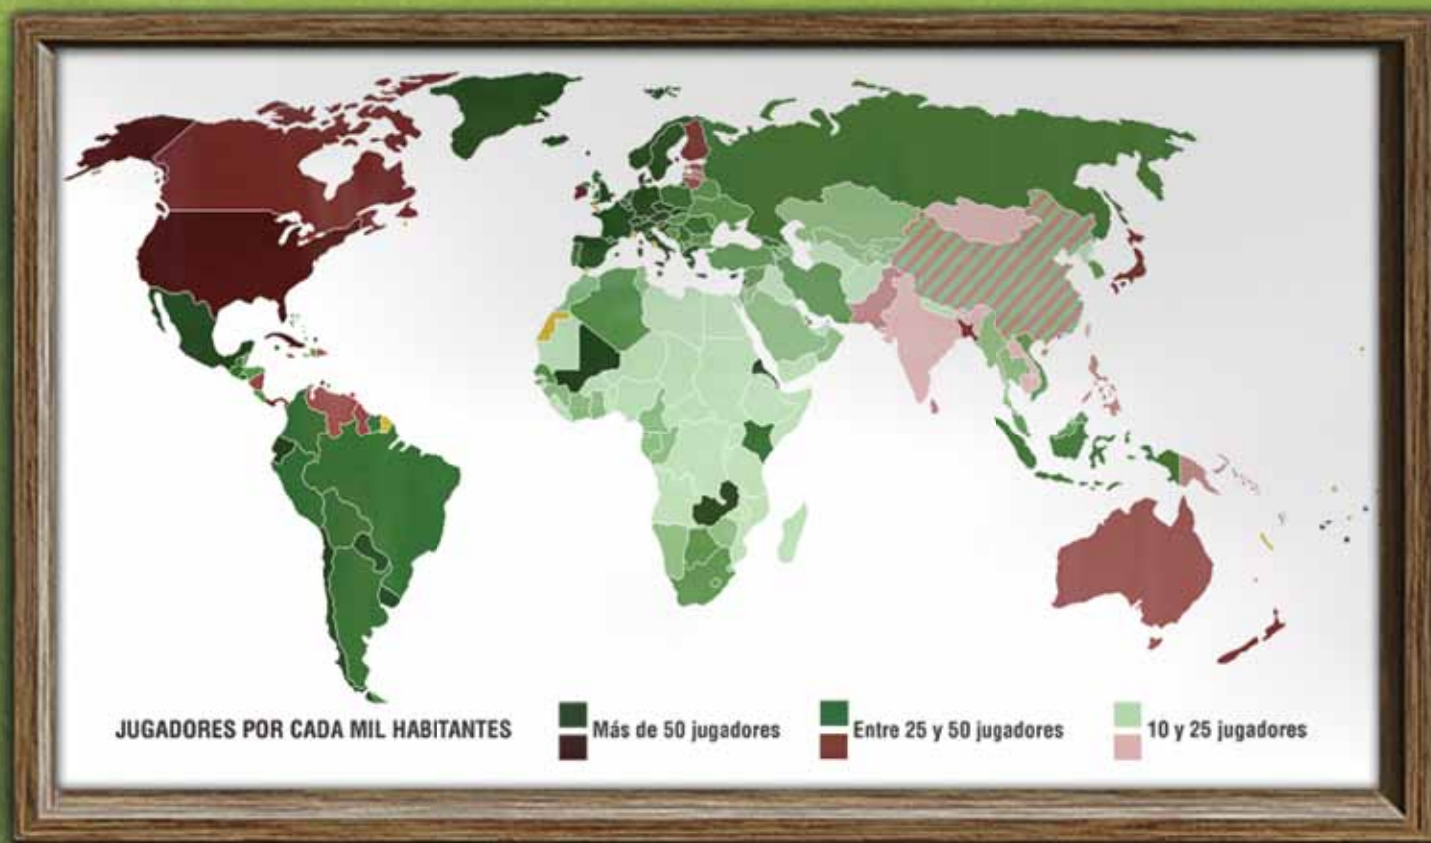 JUGADORES POR CADA MIL HABITANTES
Más de 50 jugadores
Entre 25 y 50 jugadores
10 y 25 jugadores